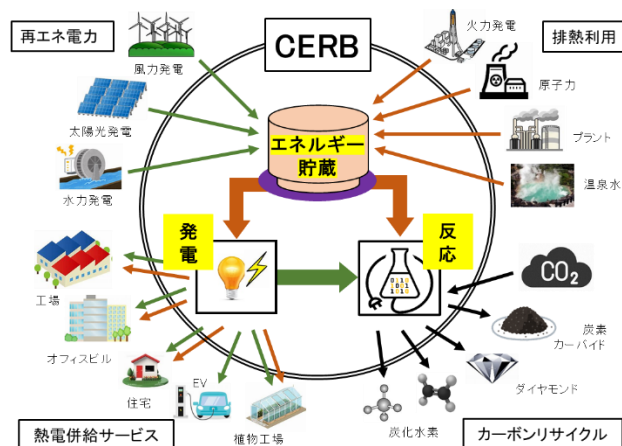 再エネ電力
CERB
排熱利用
風力発電
火力発電
原子力
太陽光発電
プラント
エネルギー
貯蔵
水力発電
温泉水
発電
反応
CO2
工場
炭素
カーバイド
オフィスビル
ダイヤモンド
住宅
EV
植物工場
炭化水素
熱電併給サービス
カーボンリサイクル